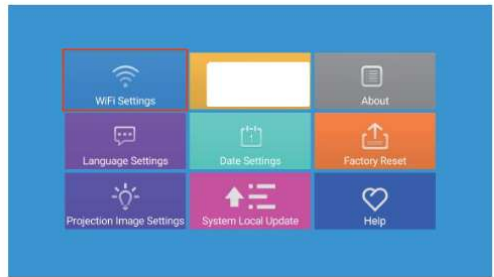 WiFi Settings
About
Language Settings
Date Settings
Factory Reset
Projection Image Settings
System Local Update
Help